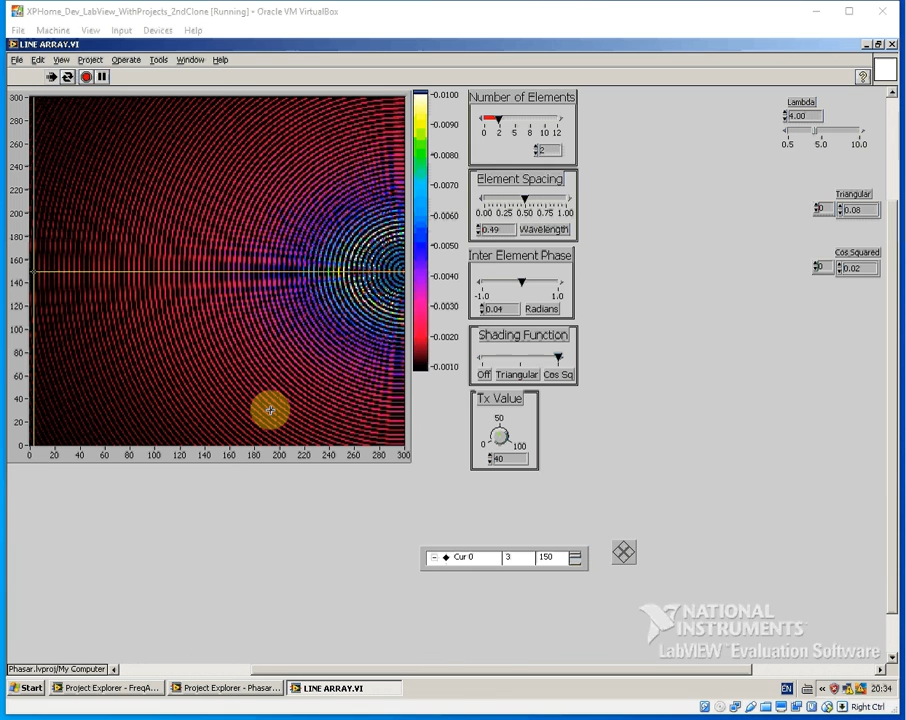 XPHome_Dev_LabView_WithProjects_2ndClone [Running] - Oracle VM VirtualBox
File Machine View Input Devices Help
LINE ARRAY.VI
File Edit View Project Operate Tools Window Help
300
280
260
240
220
200
180
160
140
120
100
80
60
40
20
0
0 20 40 60 80 100 120 140 160 180 200 220 240 260 280 300
-0.0100
-0.0090
-0.0080
-0.0070
-0.0060
-0.0050
-0.0040
-0.0030
-0.0020
-0.0010
Number of Elements
0 2 5 8 10 12
2
Element Spacing
0.00 0.25 0.50 0.75 1.00
0.49 Wavelength
Inter Element Phase
-1.0 1.0
0.04 Radians
Shading Function
Off Triangular Cos Sq
Tx Value
50
0 100
40
Lambda
4.00
0.5 5.0 10.0
Triangular
0 0.08
Cos Squared
0 0.02
Cur 0 3 150
NATIONAL
INSTRUMENTS
LabVIEW Evaluation Software
Phasar.lvproj/My Computer
Start Project Explorer - FreqA... Project Explorer - Phasar... LINE ARRAY.VI EN 20:34
Right Ctrl